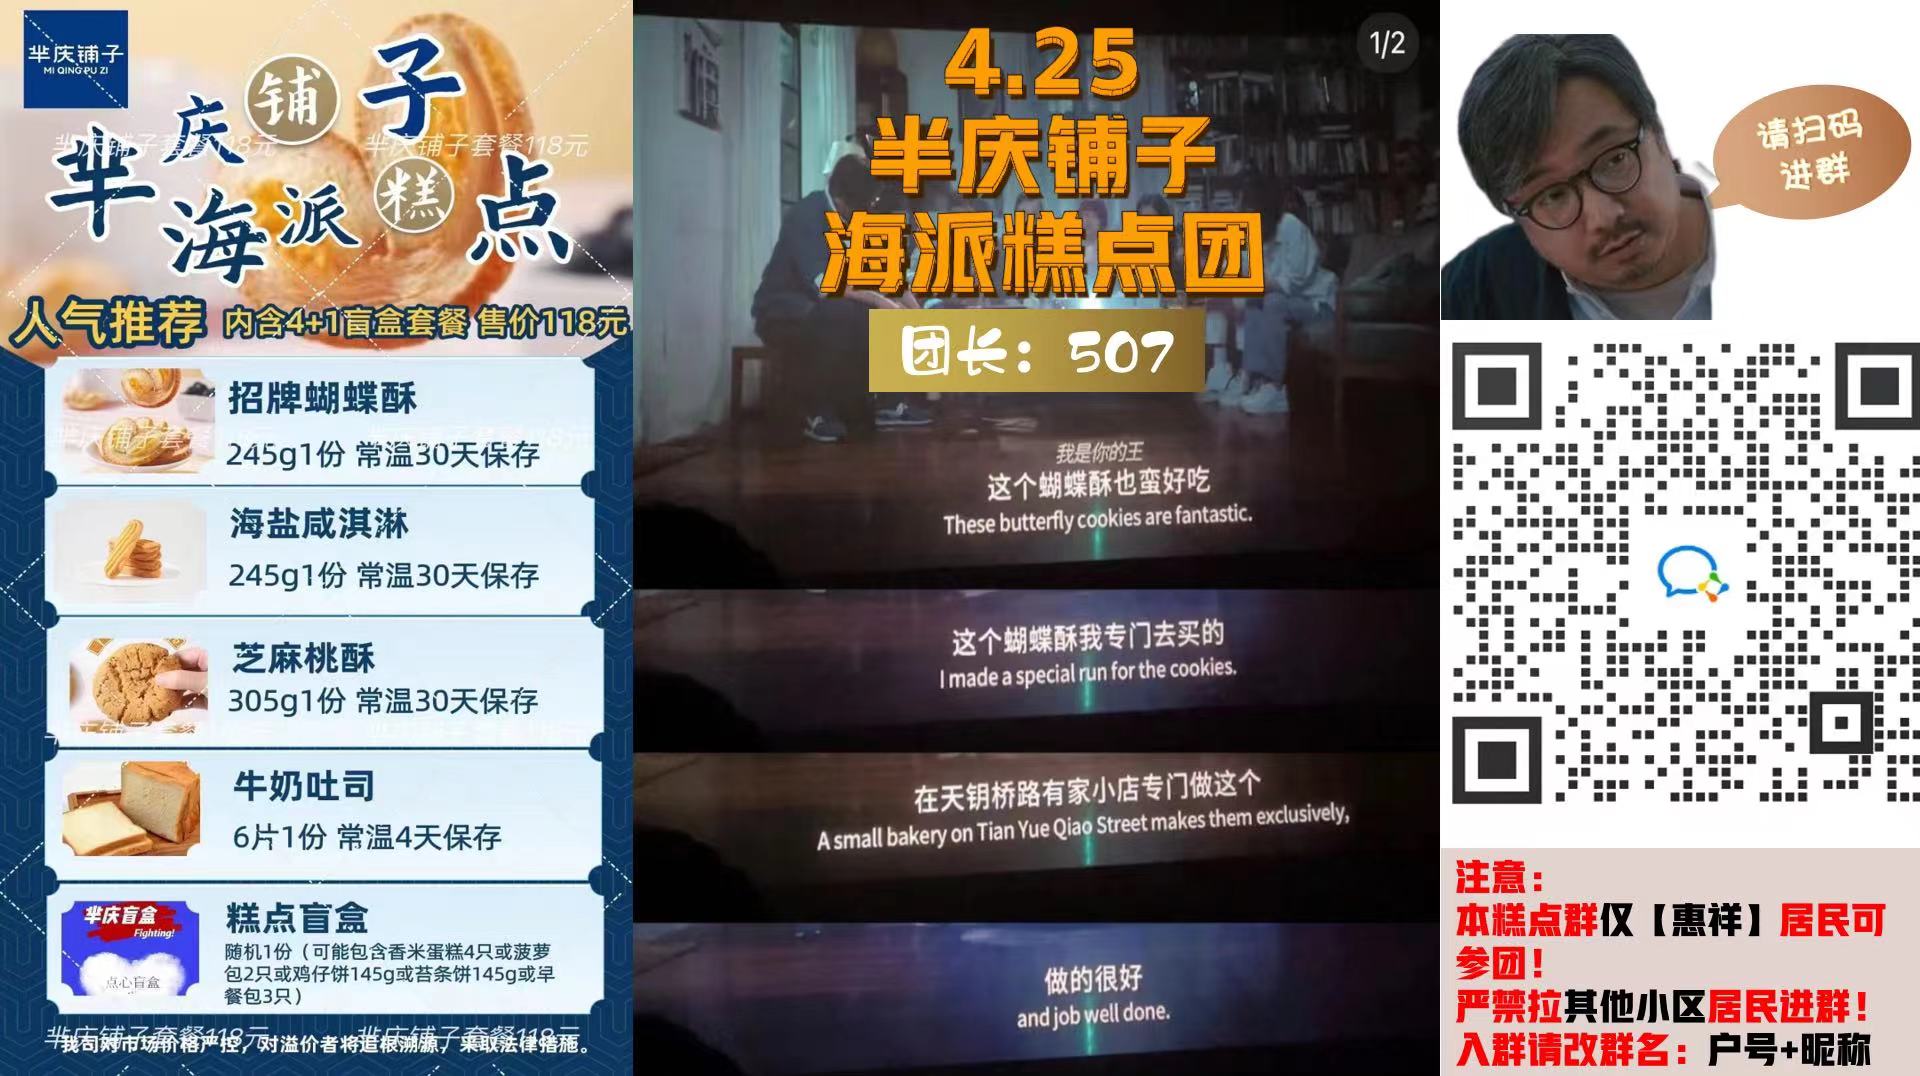 芈庆铺子
MI QING PU ZI
芈庆铺子
海派糕点
芈庆铺子套餐118元
芈庆铺子套餐118元
人气推荐 内含4+1盲盒套餐 售价118元
招牌蝴蝶酥
245g1份 常温30天保存
海盐咸淇淋
245g1份 常温30天保存
芝麻桃酥
305g1份 常温30天保存
牛奶吐司
6片1份 常温4天保存
芈庆盲盒
Fighting!
点心盲盒
糕点盲盒
随机1份（可能包含香米蛋糕4只或菠萝
包2只或鸡仔饼145g或苔条饼145g或早
餐包3只）
芈庆铺子套餐118元
芈庆铺子套餐118元
我司对市场价格严控，对溢价者将追根溯源，采取法律措施。
1/2
4.25
半庆铺子
海派糕点团
团长：507
我是你的王
这个蝴蝶酥也蛮好吃
These butterfly cookies are fantastic.
这个蝴蝶酥我专门去买的
I made a special run for the cookies.
在天钥桥路有家小店专门做这个
A small bakery on Tian Yue Qiao Street makes them exclusively,
做的很好
and job well done.
请扫码
进群
注意：
本糕点群仅【惠祥】居民可
参团！
严禁拉其他小区居民进群！
入群请改群名：户号+昵称